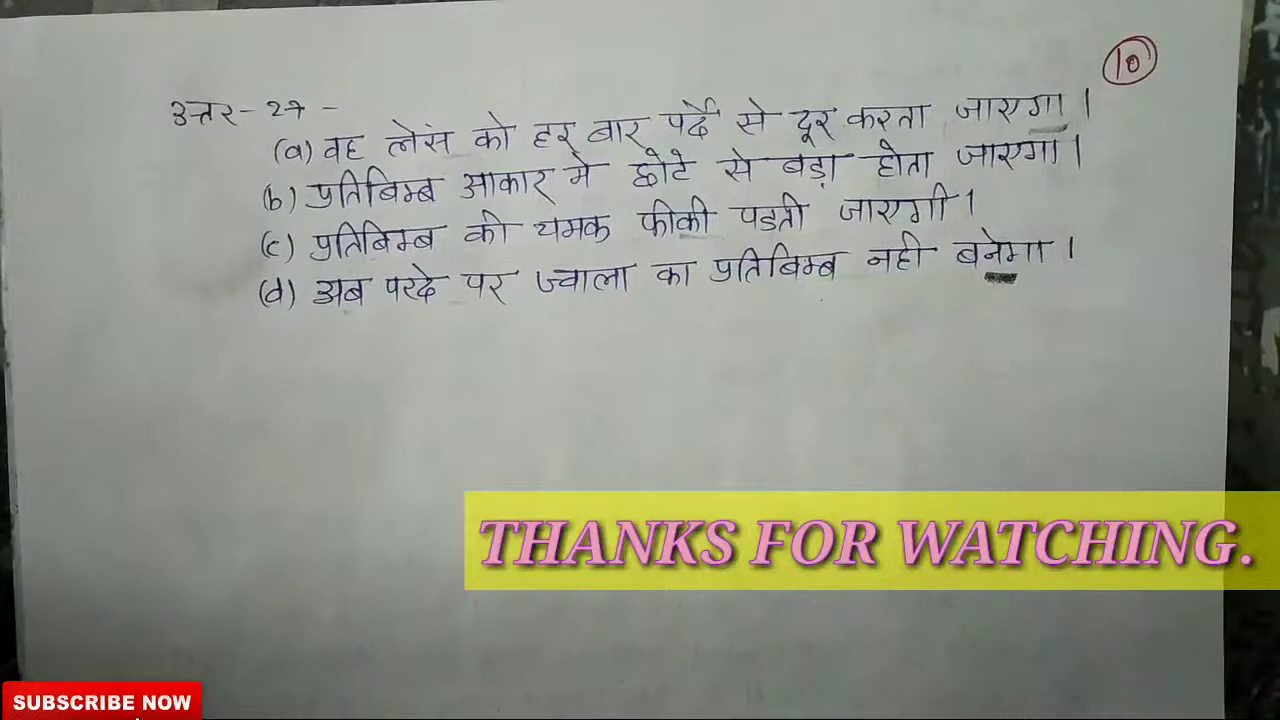 10
उत्तर - 27 -
(a) वह लेसं को हर बार पर्दे से दूर करता जाएगा ।
(b) प्रतिबिम्ब आकार मे छोटे से बड़ा होता जाएगा ।
(c) प्रतिबिम्ब की चमक फीकी पडती जाएगी ।
(d) अब परदे पर ज्वाला का प्रतिबिम्ब नही बनेगा ।
THANKS FOR WATCHING.
SUBSCRIBE NOW